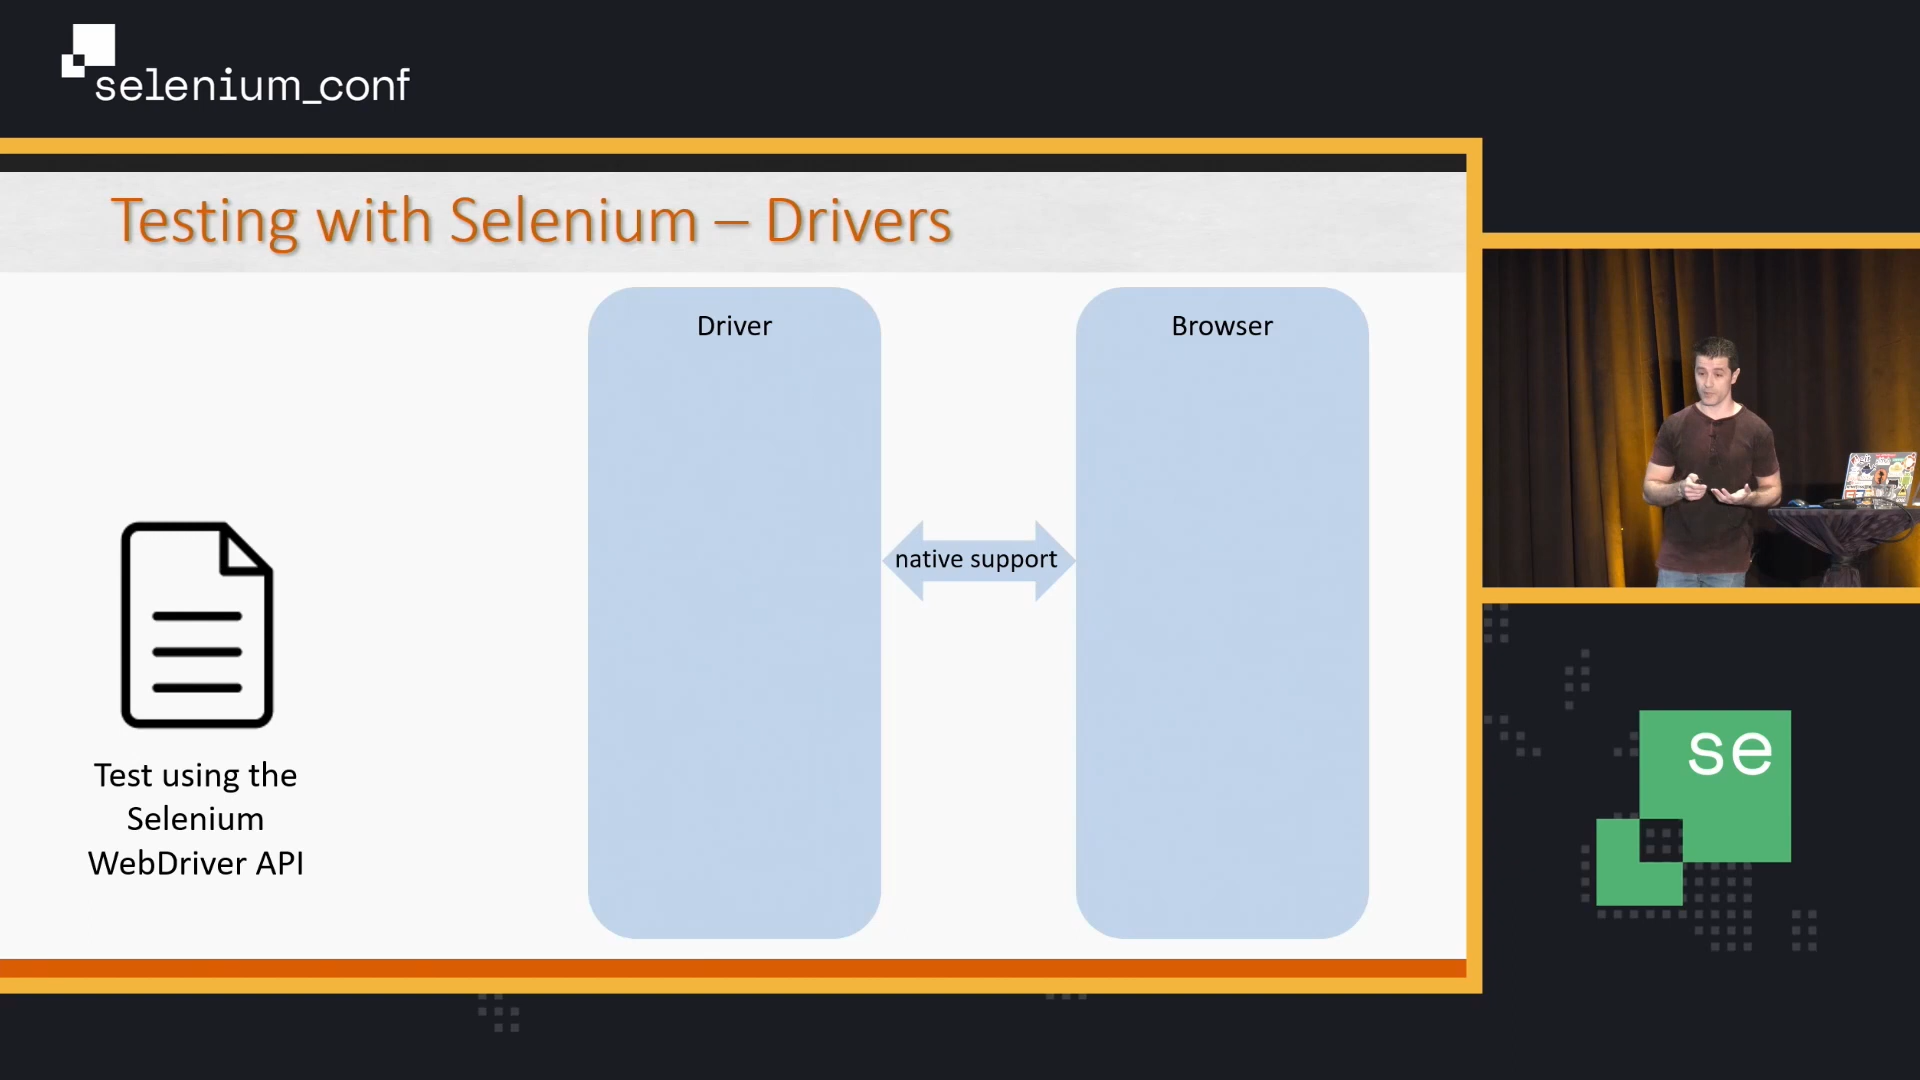 selenium_conf
Testing with Selenium – Drivers
Driver
Browser
native support
Test using the
Selenium
WebDriver API
se